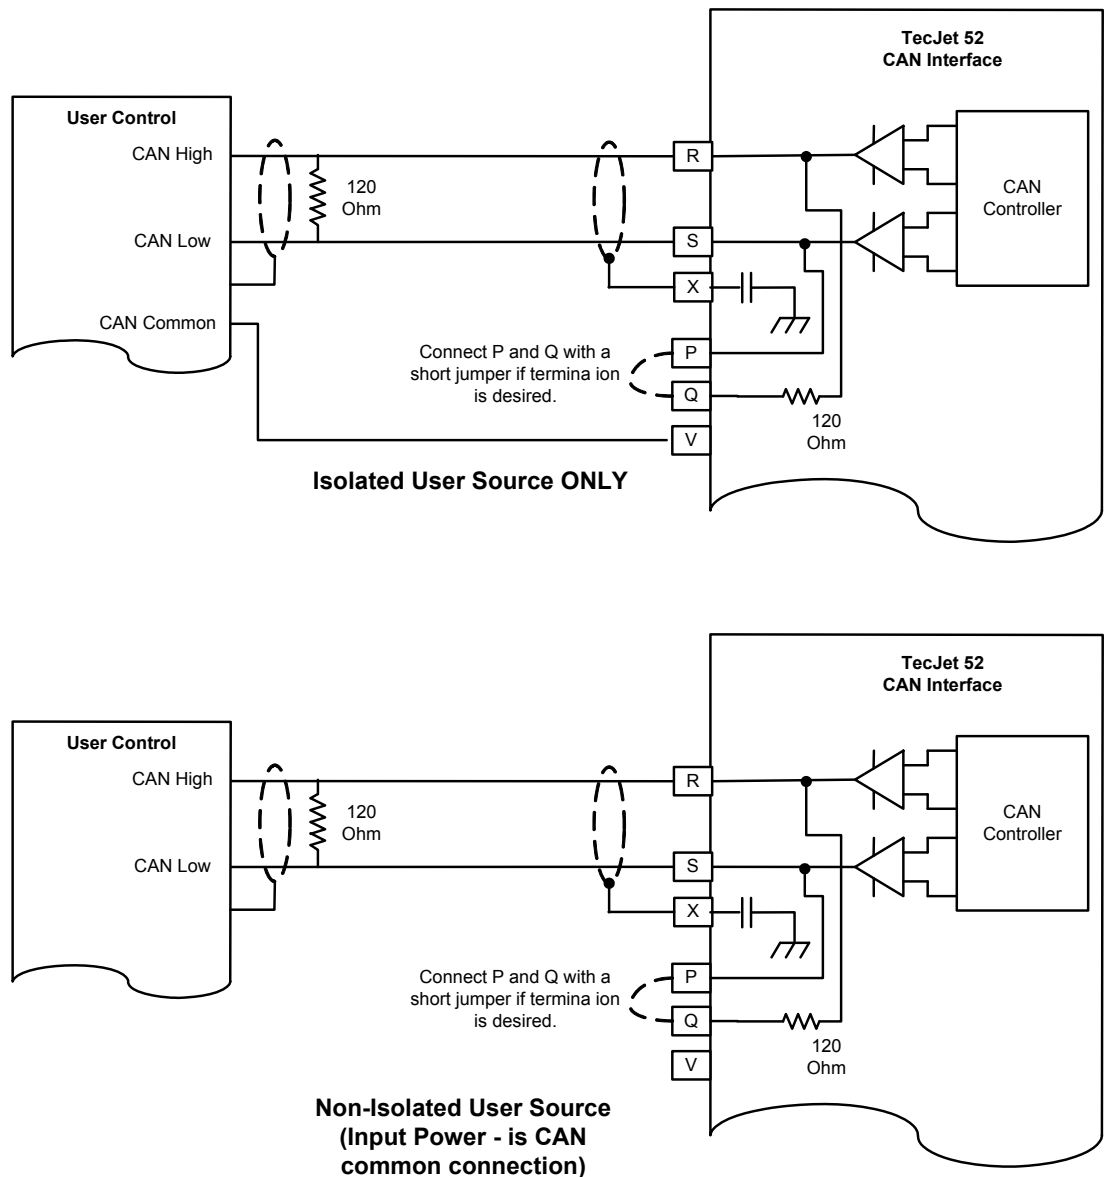 TecJet 52
CAN Interface
User Control
CAN High
R
120
Ohm
CAN
Controller
CAN Low
S
X
CAN Common
Connect P and Q with a
short jumper if termina ion
is desired.
P
Q
120
Ohm
V
Isolated User Source ONLY
TecJet 52
CAN Interface
User Control
CAN High
R
120
Ohm
CAN
Controller
CAN Low
S
X
Connect P and Q with a
short jumper if termina ion
is desired.
P
Q
120
Ohm
V
Non-Isolated User Source
(Input Power - is CAN
common connection)